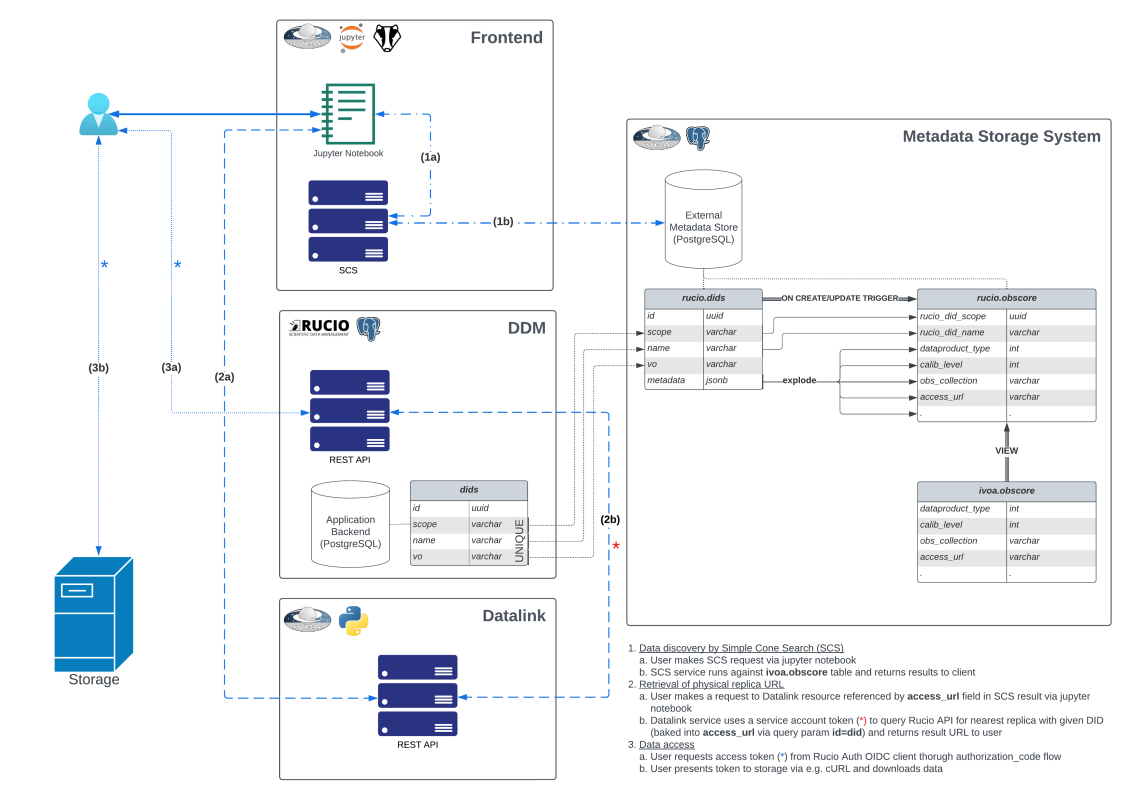 Frontend
IVOA
jupyter
Jupyter Notebook
(1a)
(1b)
SCS
RUCIO
SCIENTIFIC DATA MANAGEMENT
DDM
*
*
(3b)
(3a)
(2a)
REST API
Application
Backend
(PostgreSQL)
dids
id uuid
scope varchar
name varchar
vo varchar
UNIQUE
(2b)
*
Storage
IVOA
Datalink
REST API
IVOA
Metadata Storage System
External
Metadata Store
(PostgreSQL)
rucio.dids
id uuid
scope varchar
name varchar
vo varchar
metadata jsonb
ON CREATE/UPDATE TRIGGER
explode
rucio.obscore
rucio_did_scope uuid
rucio_did_name varchar
dataproduct_type int
calib_level int
obs_collection varchar
access_url varchar
. .
VIEW
ivoa.obscore
dataproduct_type int
calib_level int
obs_collection varchar
access_url varchar
. .
1. Data discovery by Simple Cone Search (SCS)
a. User makes SCS request via jupyter notebook
b. SCS service runs against ivoa.obscore table and returns results to client
2. Retrieval of physical replica URL
a. User makes a request to Datalink resource referenced by access_url field in SCS result via jupyter
notebook
b. Datalink service uses a service account token (*) to query Rucio API for nearest replica with given DID
(baked into access_url via query param id=did) and returns result URL to user
3. Data access
a. User requests access token (*) from Rucio Auth OIDC client thorugh authorization_code flow
b. User presents token to storage via e.g. cURL and downloads data